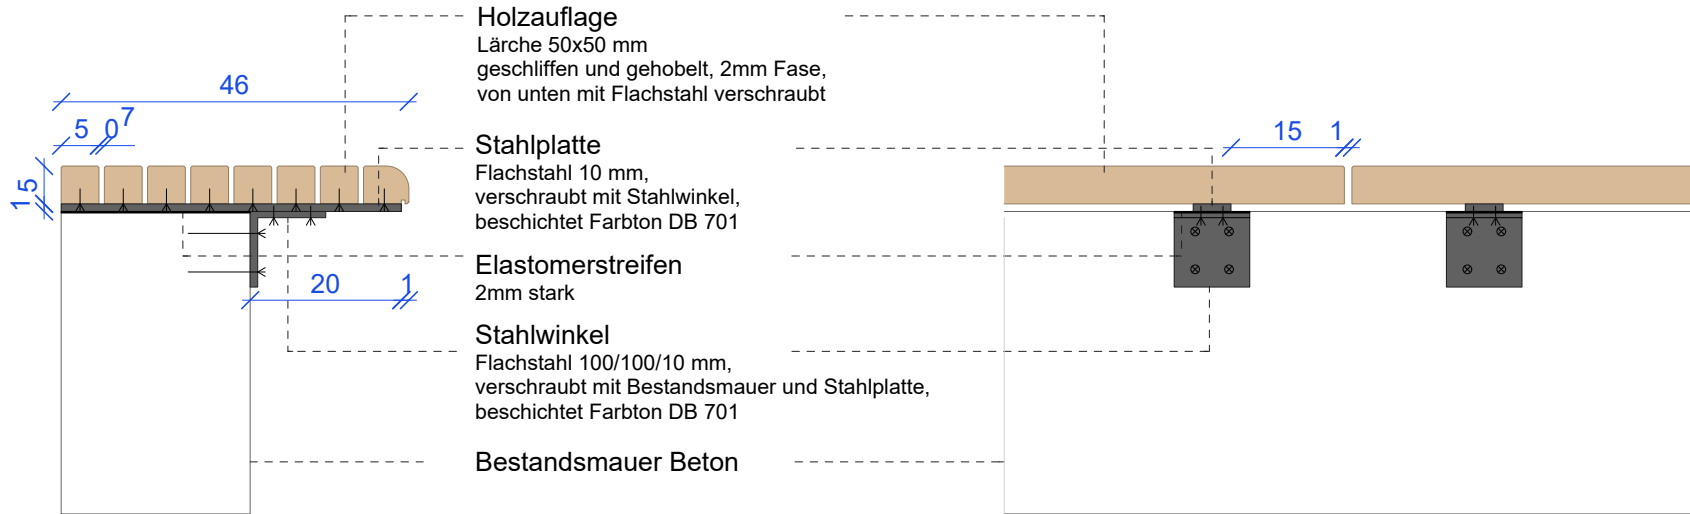 Holzauflage
Lärche 50x50 mm
geschliffen und gehobelt, 2mm Fase,
von unten mit Flachstahl verschraubt
46
5 0 7
Stahlplatte
Flachstahl 10 mm,
verschraubt mit Stahlwinkel,
beschichtet Farbton DB 701
15 1
1 5
Elastomerstreifen
2mm stark
20 1
Stahlwinkel
Flachstahl 100/100/10 mm,
verschraubt mit Bestandsmauer und Stahlplatte,
beschichtet Farbton DB 701
Bestandsmauer Beton